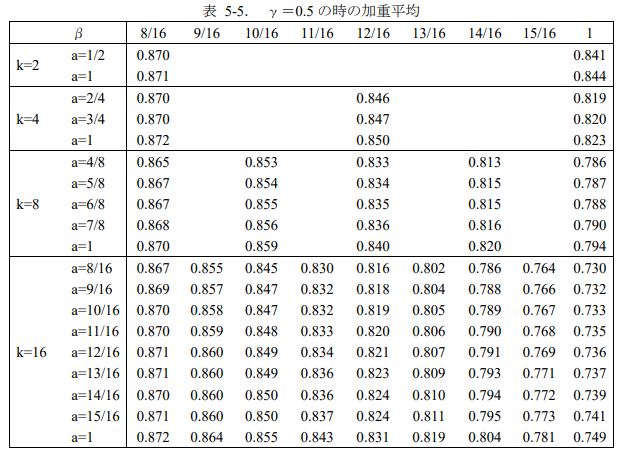 表 5-5. γ＝0.5 の時の加重平均
β 8/16 9/16 10/16 11/16 12/16 13/16 14/16 15/16 1
k=2 a=1/2 0.870 0.841
a=1 0.871 0.844
k=4 a=2/4 0.870 0.846 0.819
a=3/4 0.870 0.847 0.820
a=1 0.872 0.850 0.823
k=8 a=4/8 0.865 0.853 0.833 0.813 0.786
a=5/8 0.867 0.854 0.834 0.815 0.787
a=6/8 0.867 0.855 0.835 0.815 0.788
a=7/8 0.868 0.856 0.836 0.816 0.790
a=1 0.870 0.859 0.840 0.820 0.794
k=16 a=8/16 0.867 0.855 0.845 0.830 0.816 0.802 0.786 0.764 0.730
a=9/16 0.869 0.857 0.847 0.832 0.818 0.804 0.788 0.766 0.732
a=10/16 0.870 0.858 0.847 0.832 0.819 0.805 0.789 0.767 0.733
a=11/16 0.870 0.859 0.848 0.833 0.820 0.806 0.790 0.768 0.735
a=12/16 0.871 0.860 0.849 0.834 0.821 0.807 0.791 0.769 0.736
a=13/16 0.871 0.860 0.849 0.836 0.823 0.809 0.793 0.771 0.737
a=14/16 0.870 0.860 0.850 0.836 0.824 0.810 0.794 0.772 0.739
a=15/16 0.871 0.860 0.850 0.837 0.824 0.811 0.795 0.773 0.741
a=1 0.872 0.864 0.855 0.843 0.831 0.819 0.804 0.781 0.749